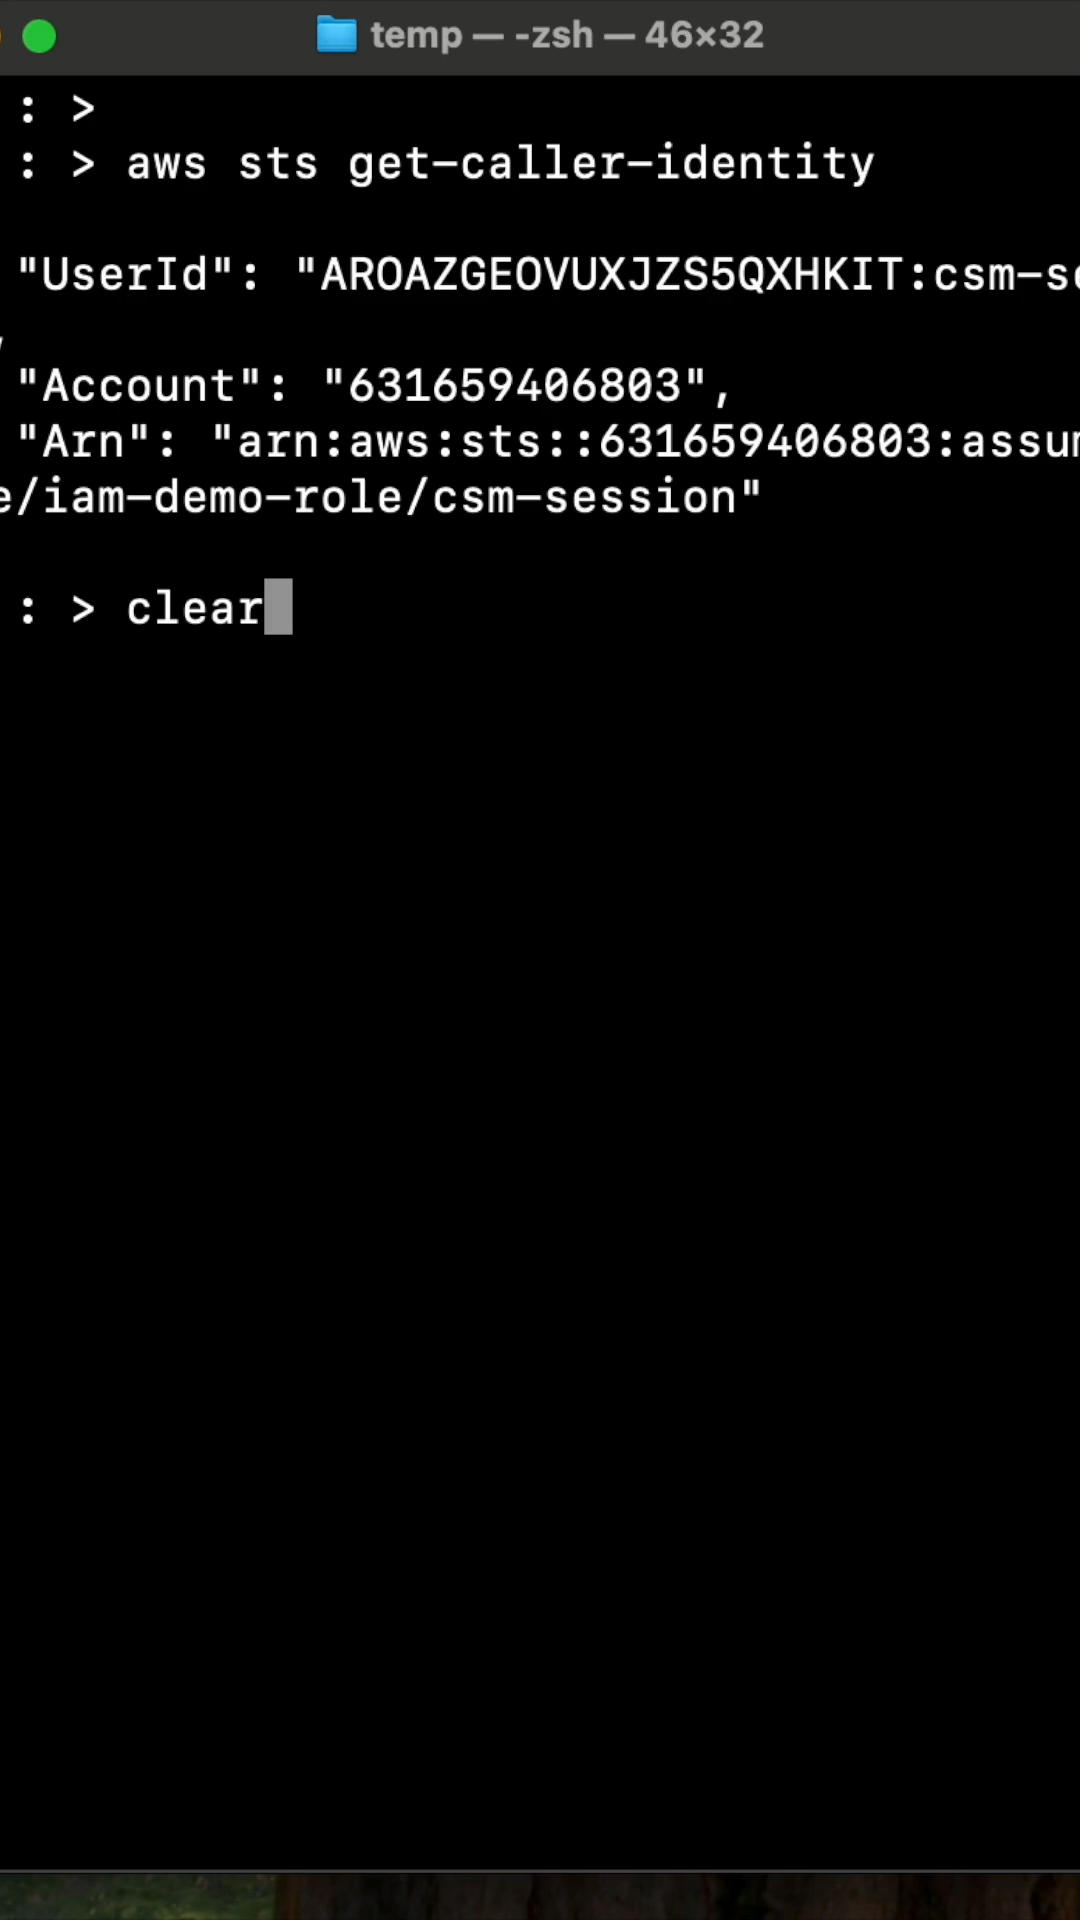 temp — -zsh — 46×32
: >
: > aws sts get-caller-identity
"UserId": "AROAZGEOVUXJZS5QXHKIT:csm-se
,
"Account": "631659406803",
"Arn": "arn:aws:sts::631659406803:assum
e/iam-demo-role/csm-session"
: > clear